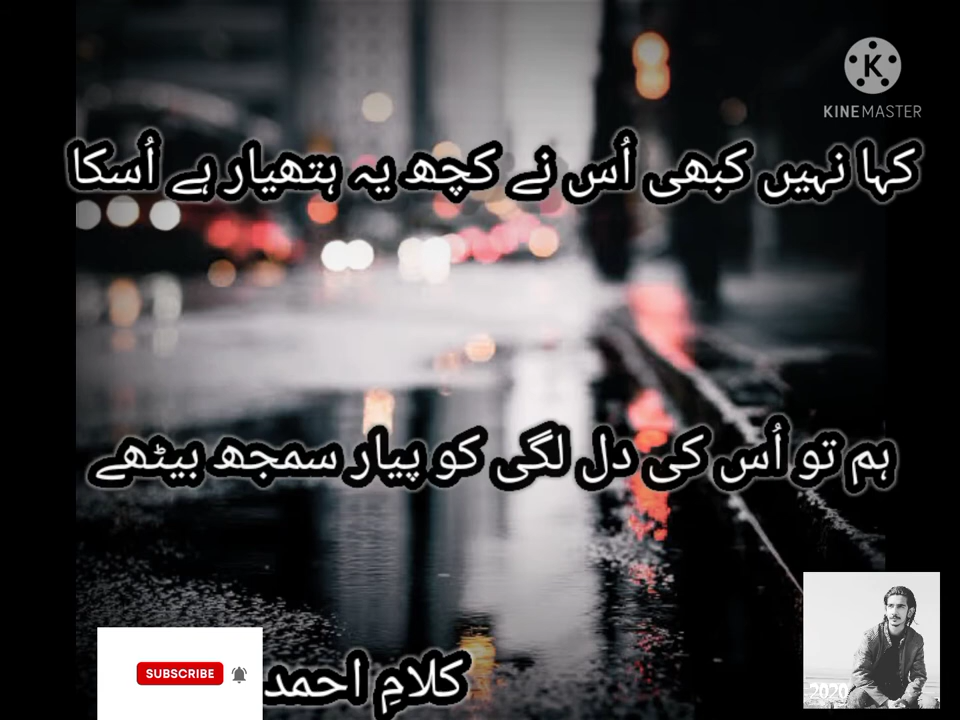 KINEMASTER
کہا نہیں کبھی اُس نے کچھ یہ ہتھیار ہے اُسکا
ہم تو اُس کی دل لگی کو پیار سمجھ بیٹھے
کلامِ احمد
SUBSCRIBE
2020